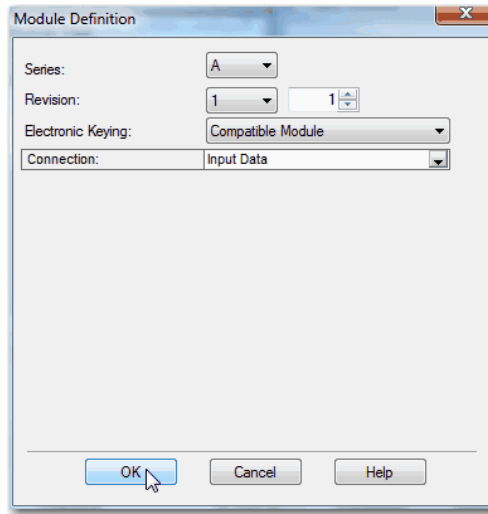 Module Definition
Series: A
Revision: 1 1
Electronic Keying: Compatible Module
Connection: Input Data
OK Cancel Help